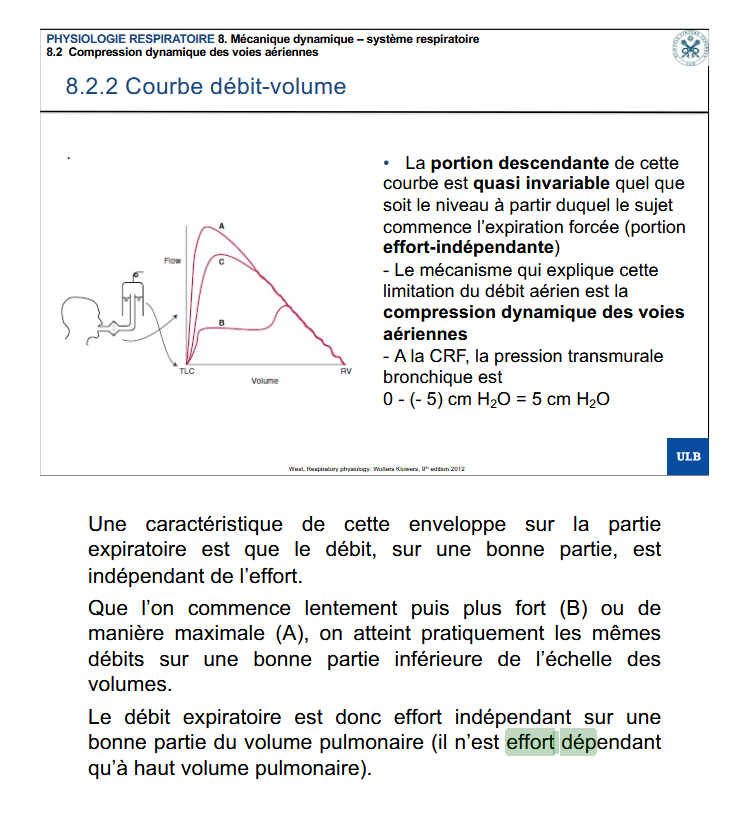 PHYSIOLOGIE RESPIRATOIRE 8. Mécanique dynamique – système respiratoire
8.2 Compression dynamique des voies aériennes
8.2.2 Courbe débit-volume
• La portion descendante de cette
courbe est quasi invariable quel que
soit le niveau à partir duquel le sujet
commence l’expiration forcée (portion
effort-indépendante)
- Le mécanisme qui explique cette
limitation du débit aérien est la
compression dynamique des voies
aériennes
- A la CRF, la pression transmurale
bronchique est
0 - (- 5) cm H₂O = 5 cm H₂O
A
Flow
C
B
TLC
RV
Volume
West, Respiratory physiology. Wolters Kluwers, 9th edition 2012
ULB
Une caractéristique de cette enveloppe sur la partie
expiratoire est que le débit, sur une bonne partie, est
indépendant de l’effort.
Que l’on commence lentement puis plus fort (B) ou de
manière maximale (A), on atteint pratiquement les mêmes
débits sur une bonne partie inférieure de l’échelle des
volumes.
Le débit expiratoire est donc effort indépendant sur une
bonne partie du volume pulmonaire (il n’est effort dépendant
qu’à haut volume pulmonaire).